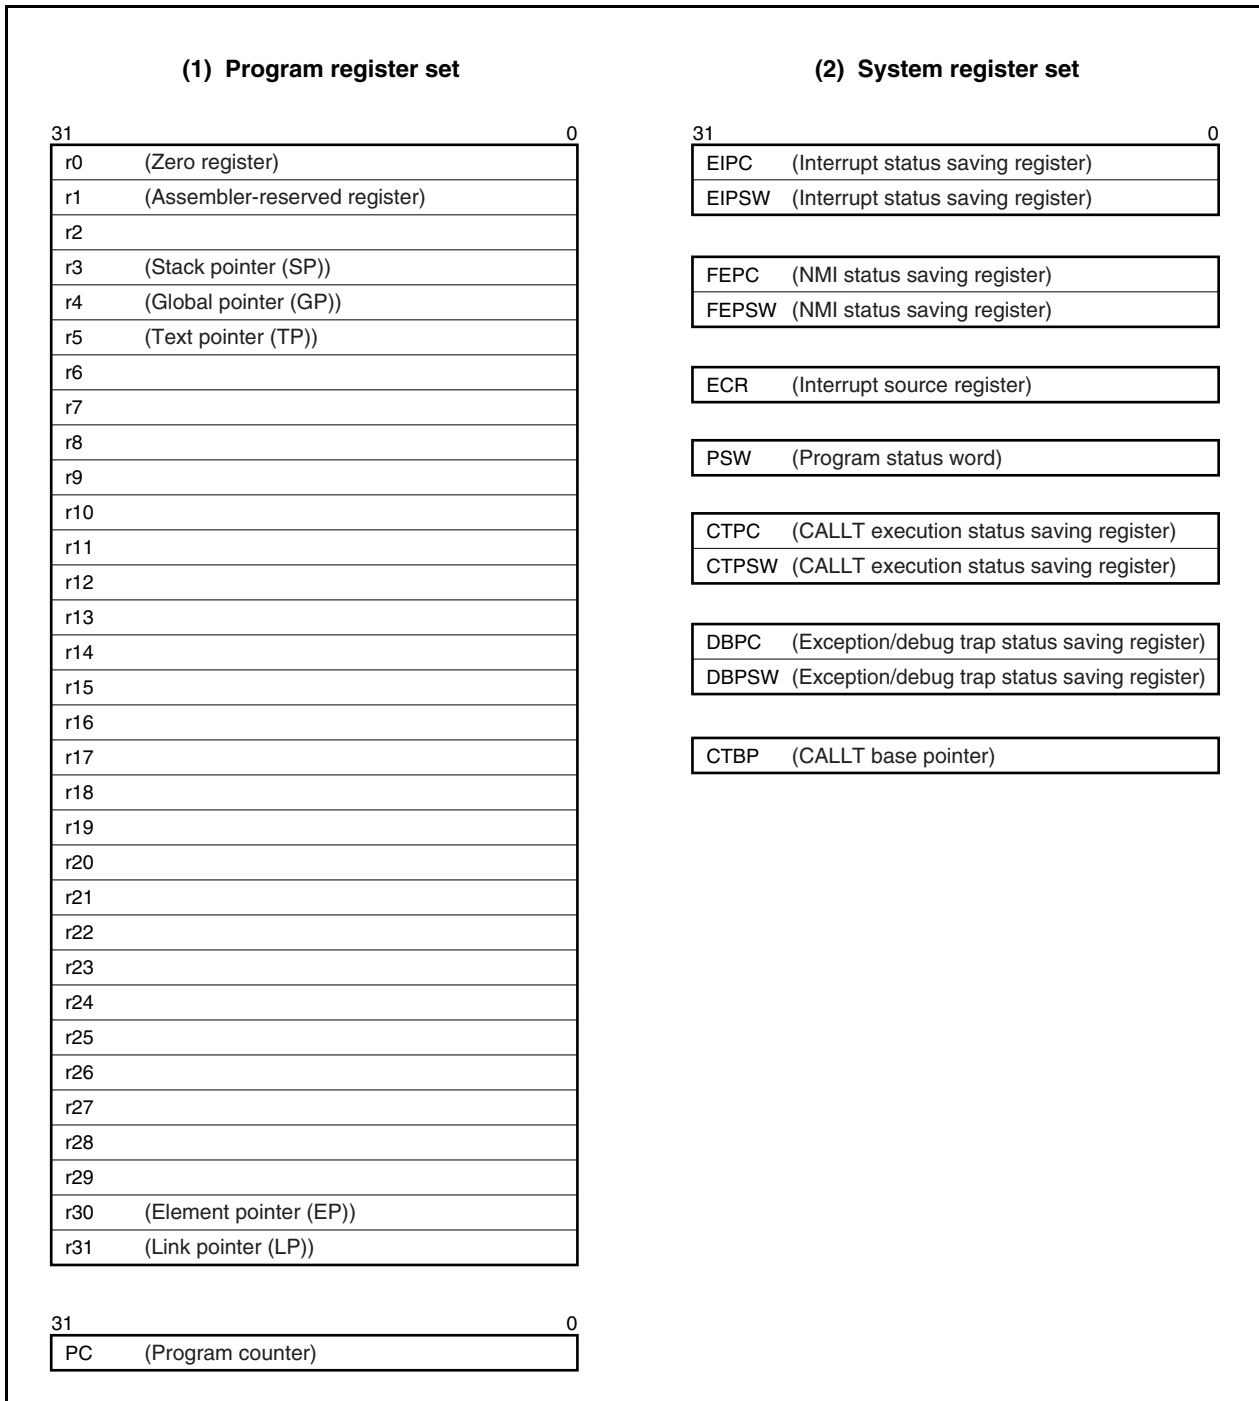 (1) Program register set
31 0
r0 (Zero register)
r1 (Assembler-reserved register)
r2
r3 (Stack pointer (SP))
r4 (Global pointer (GP))
r5 (Text pointer (TP))
r6
r7
r8
r9
r10
r11
r12
r13
r14
r15
r16
r17
r18
r19
r20
r21
r22
r23
r24
r25
r26
r27
r28
r29
r30 (Element pointer (EP))
r31 (Link pointer (LP))
31 0
PC (Program counter)
(2) System register set
31 0
EIPC (Interrupt status saving register)
EIPSW (Interrupt status saving register)
FEPC (NMI status saving register)
FEPSW (NMI status saving register)
ECR (Interrupt source register)
PSW (Program status word)
CTPC (CALLT execution status saving register)
CTPSW (CALLT execution status saving register)
DBPC (Exception/debug trap status saving register)
DBPSW (Exception/debug trap status saving register)
CTBP (CALLT base pointer)